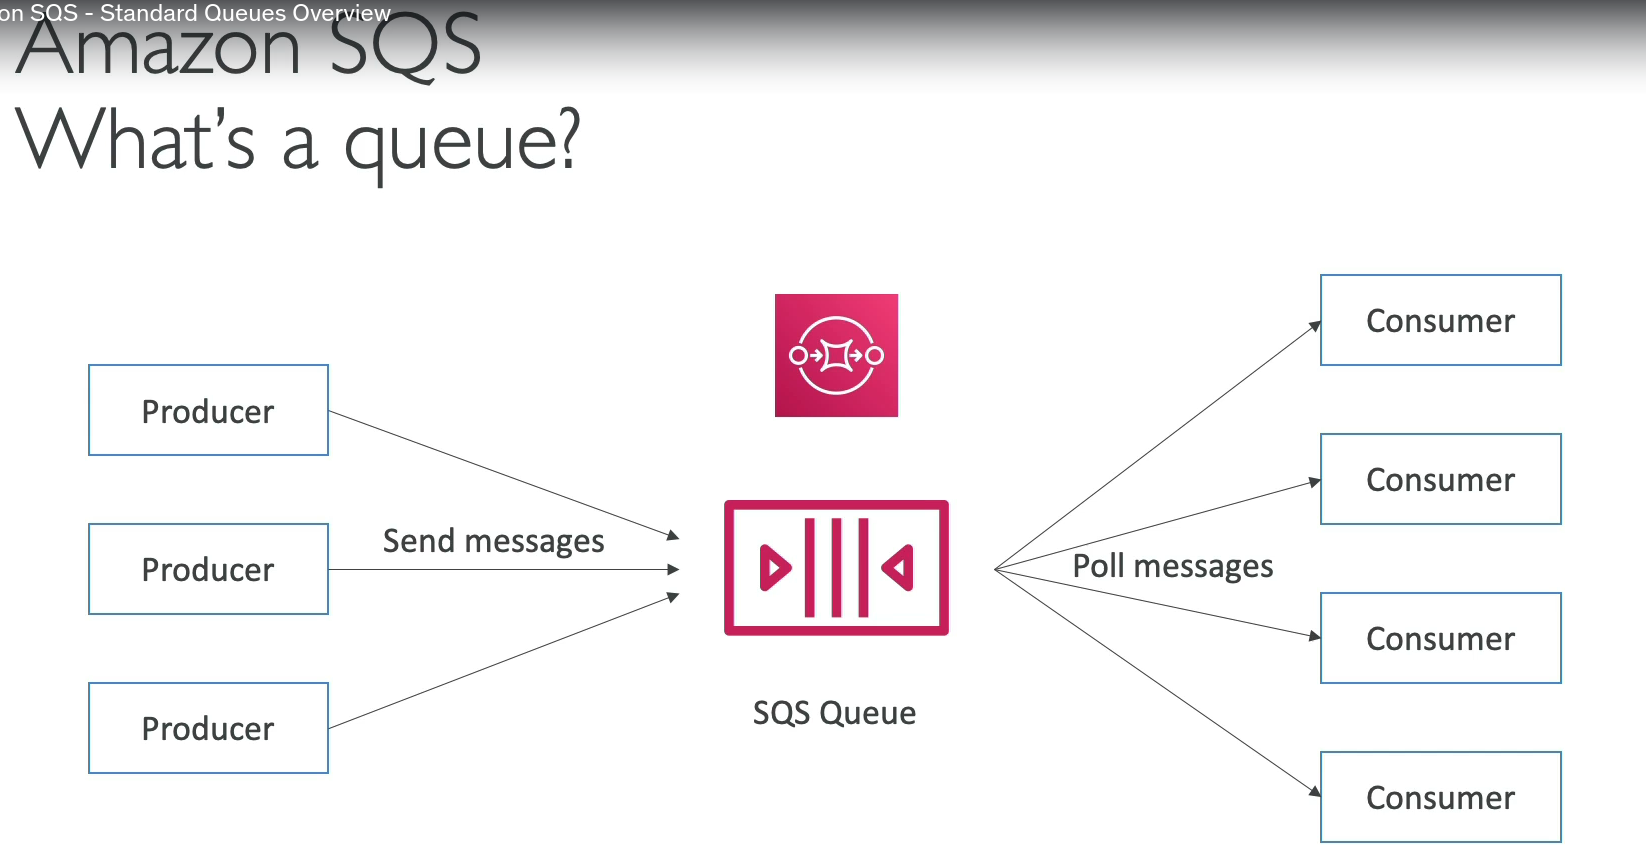 on SQS - Standard Queues Overview
Amazon SQS
What's a queue?
Producer
Producer
Producer
Send messages
SQS Queue
Poll messages
Consumer
Consumer
Consumer
Consumer